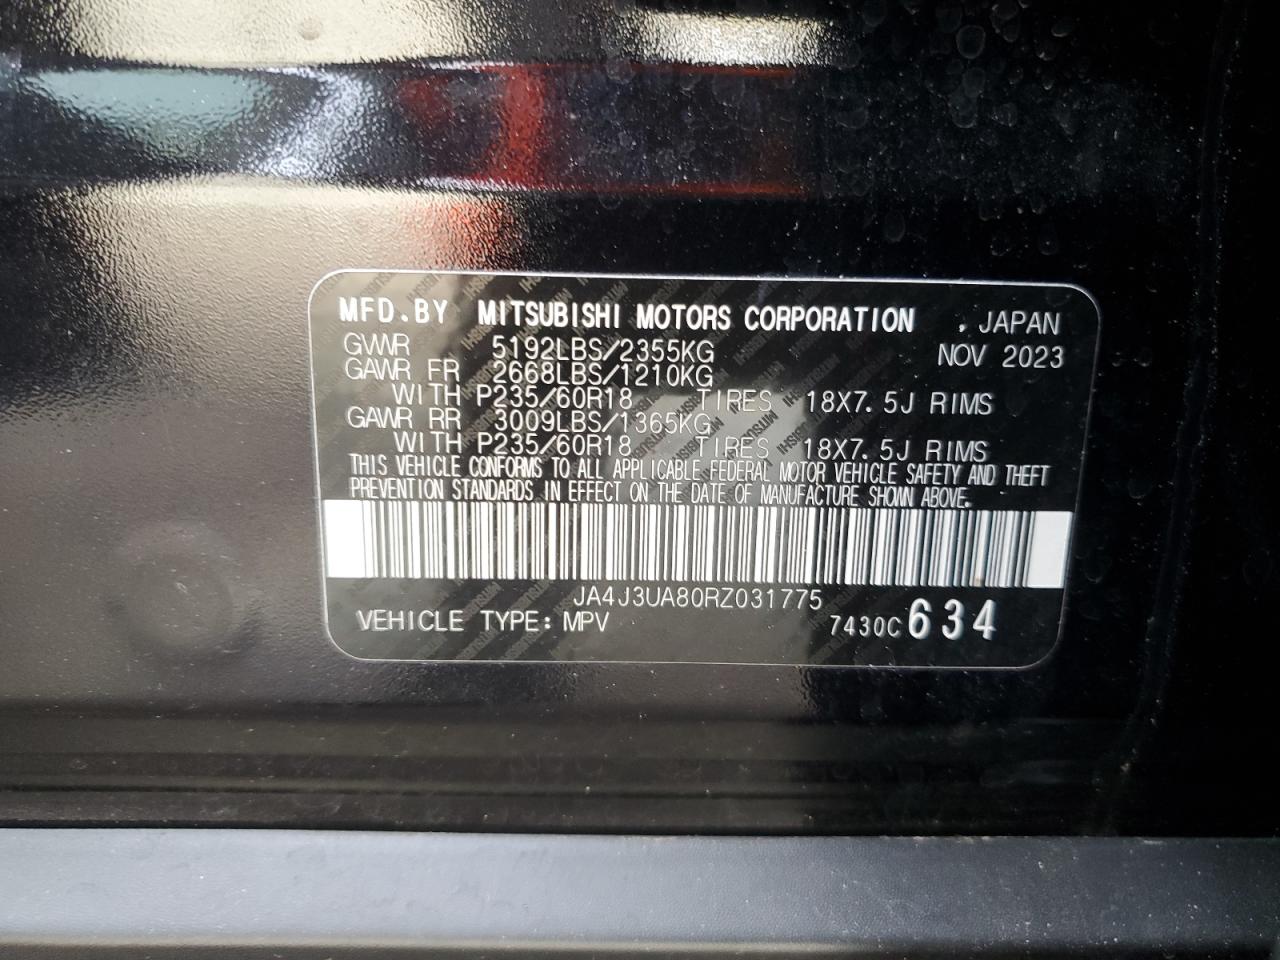 MFD.BY MITSUBISHI MOTORS CORPORATION , JAPAN
GVWR 5192LBS/2355KG NOV 2023
GAWR FR 2668LBS/1210KG
WITH P235/60R18 TIRES 18X7.5J RIMS
GAWR RR 3009LBS/1365KG
WITH P235/60R18 TIRES 18X7.5J RIMS
THIS VEHICLE CONFORMS TO ALL APPLICABLE FEDERAL MOTOR VEHICLE SAFETY AND THEFT
PREVENTION STANDARDS IN EFFECT ON THE DATE OF MANUFACTURE SHOWN ABOVE.
JA4J3UA80RZ031775
VEHICLE TYPE: MPV 7430C 634